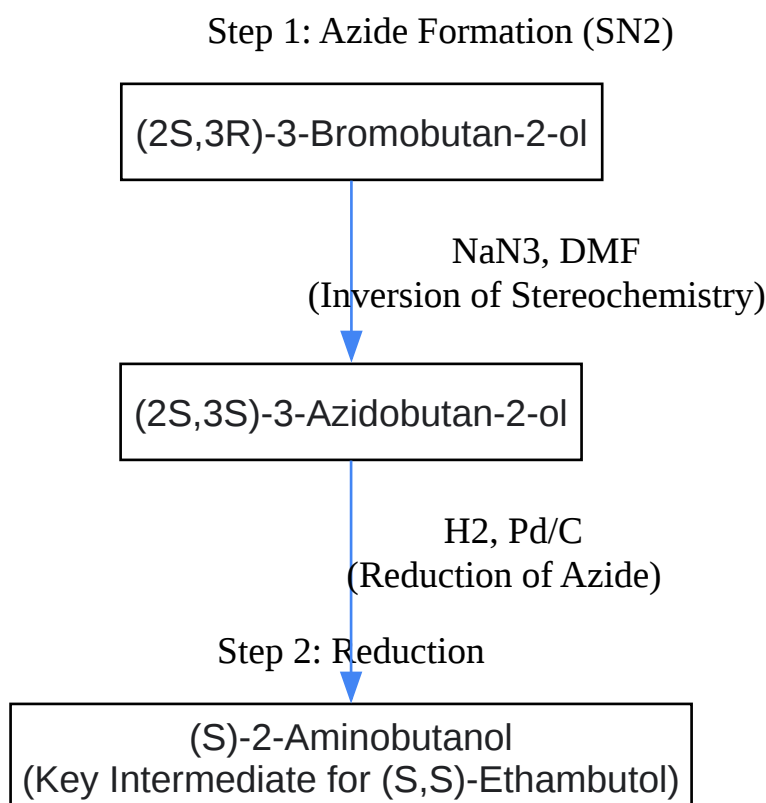 Step 1: Azide Formation (SN2)
(2S,3R)-3-Bromobutan-2-ol
NaN3, DMF
(Inversion of Stereochemistry)
(2S,3S)-3-Azidobutan-2-ol
H2, Pd/C
(Reduction of Azide)
Step 2: Reduction
(S)-2-Aminobutanol
(Key Intermediate for (S,S)-Ethambutol)